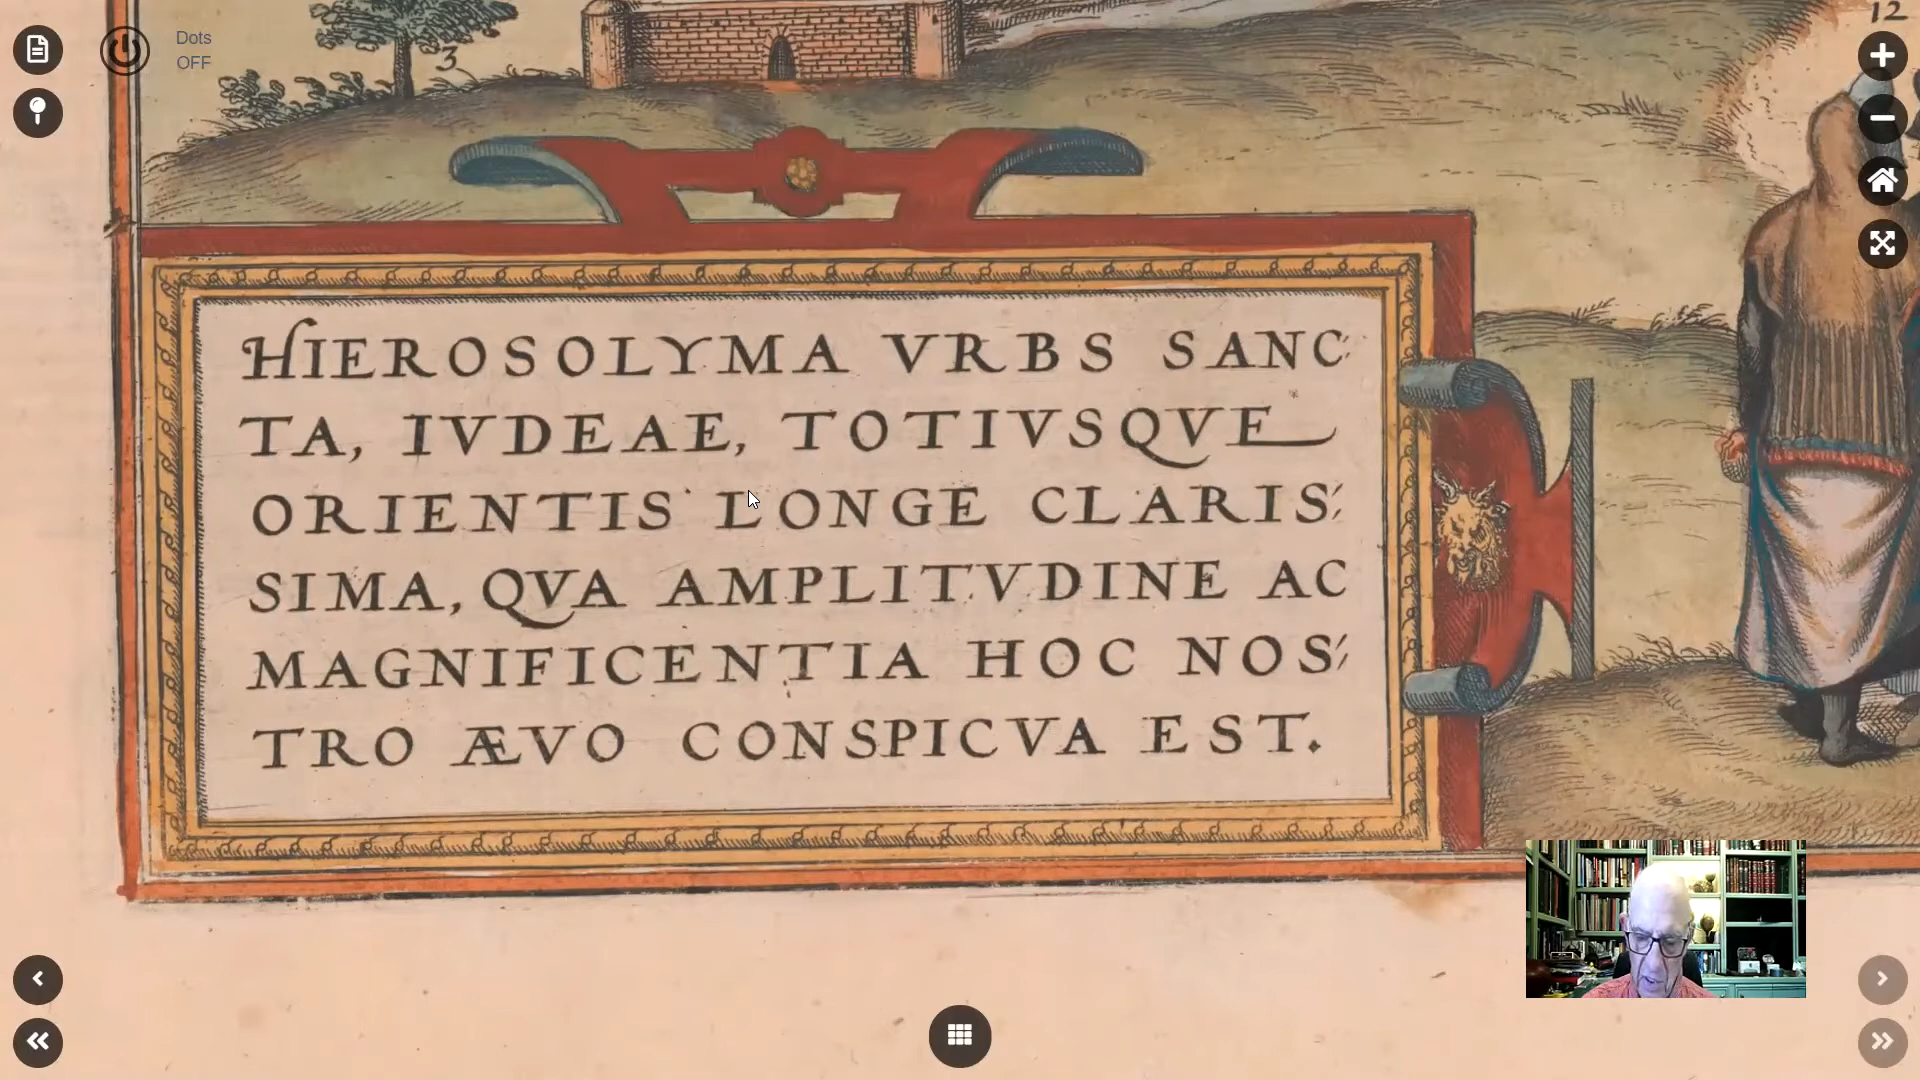 Dots
OFF
3
12
HIEROSOLYMA VRBS SANC
TA, IVDEAE, TOTIVSQVE
ORIENTIS LONGE CLARIS
SIMA, QVA AMPLITVDINE AC
MAGNIFICENTIA HOC NOS
TRO ÆVO CONSPICVA EST.